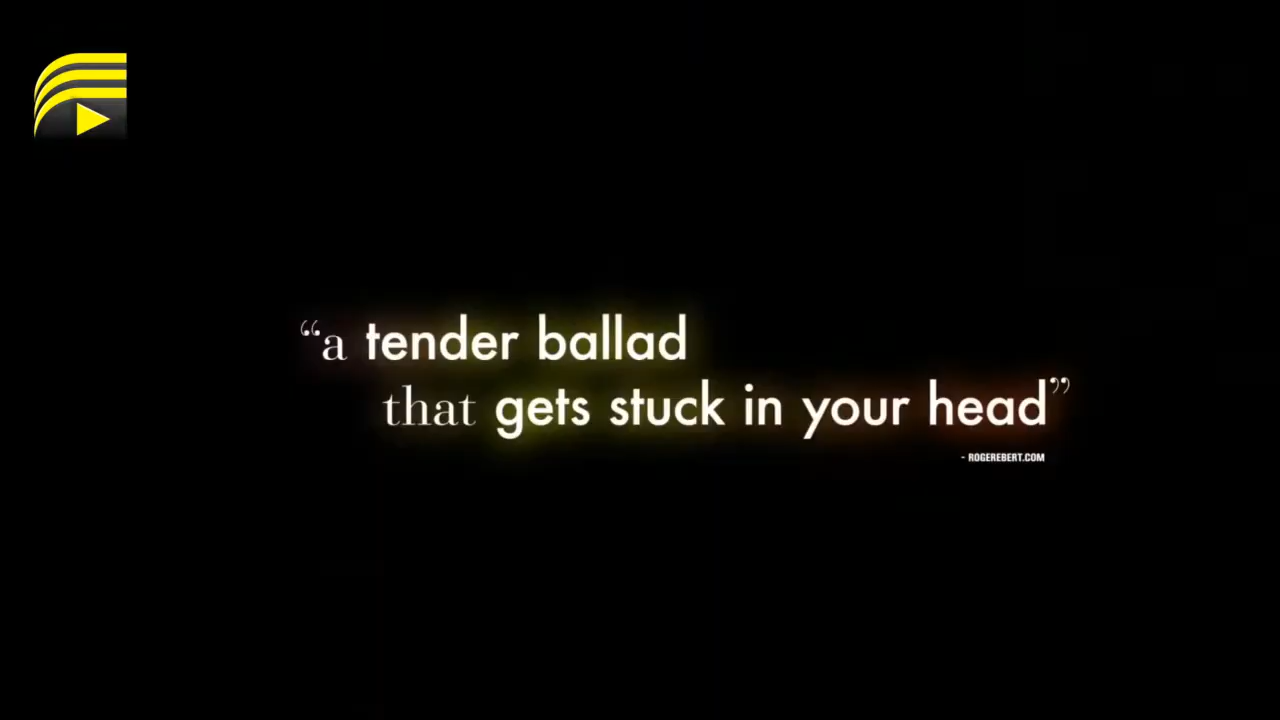 “a tender ballad
that gets stuck in your head”
- ROGEREBERT.COM